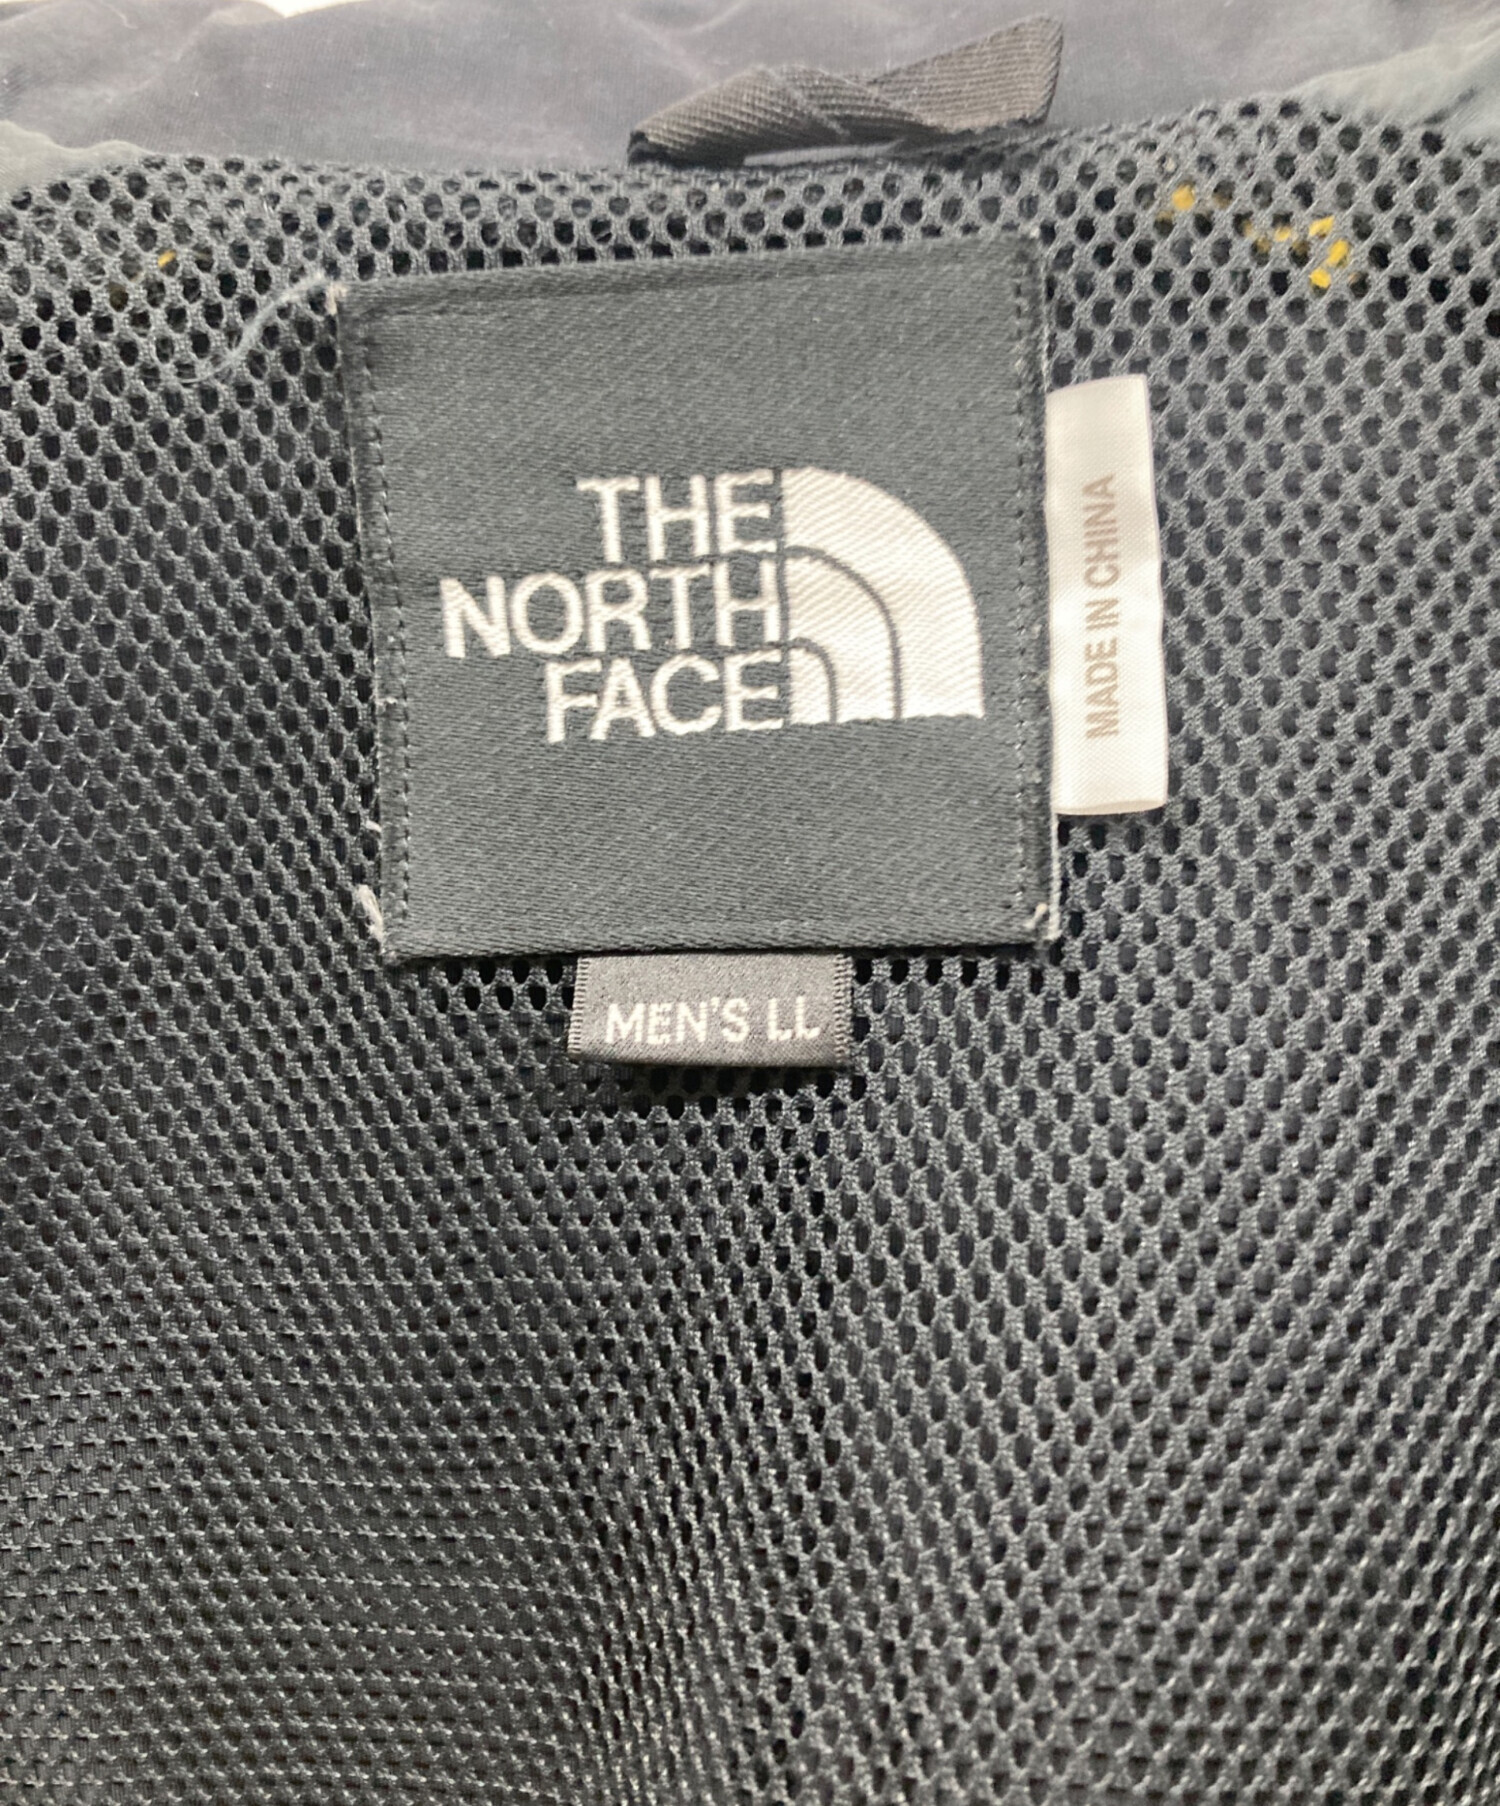 THE
NORTH
FACE
MADE IN CHINA
MEN'S LL